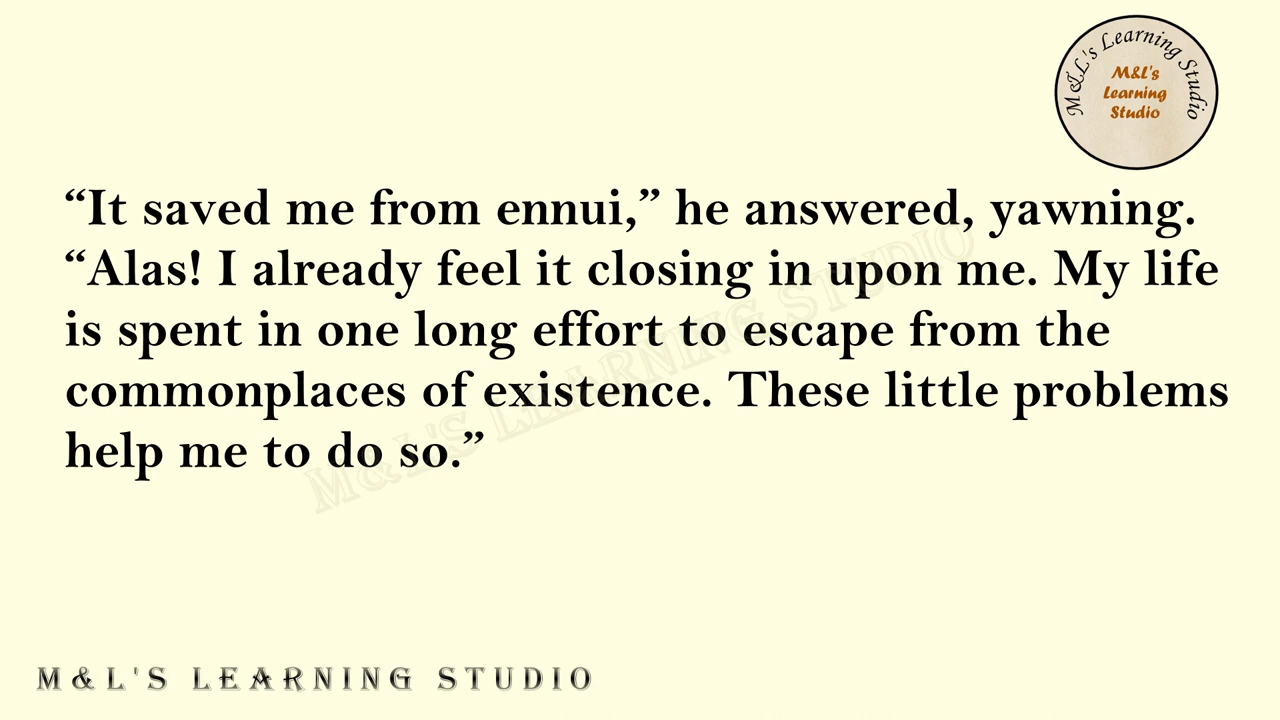 M&L's Learning Studio
M&L's
Learning
Studio
“It saved me from ennui,” he answered, yawning.
“Alas! I already feel it closing in upon me. My life
is spent in one long effort to escape from the
commonplaces of existence. These little problems
help me to do so.”
M&L'S LEARNING STUDIO
M&L'S LEARNING STUDIO